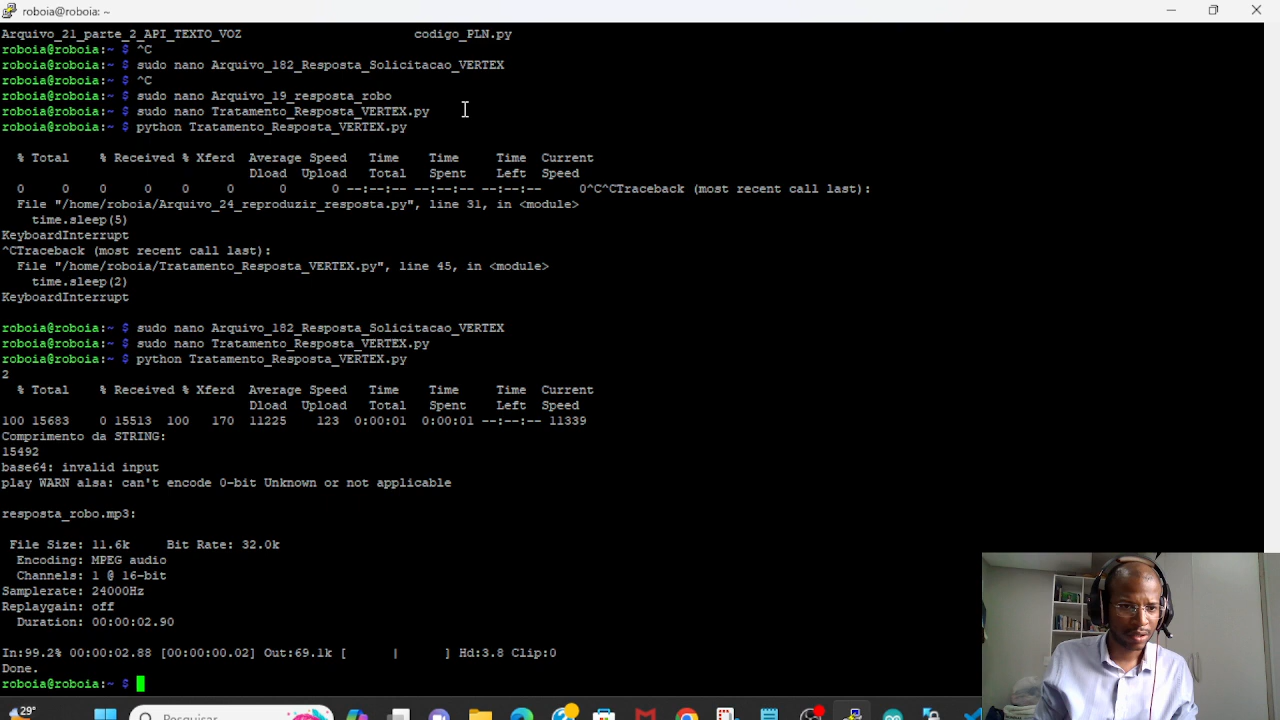 roboia@roboia: ~
Arquivo_21_parte_2_API_TEXTO_VOZ codigo_PLN.py
roboia@roboia:~ $ ^C
roboia@roboia:~ $ sudo nano Arquivo_182_Resposta_Solicitacao_VERTEX
roboia@roboia:~ $ ^C
roboia@roboia:~ $ sudo nano Arquivo_19_resposta_robo
roboia@roboia:~ $ sudo nano Tratamento_Resposta_VERTEX.py
roboia@roboia:~ $ python Tratamento_Resposta_VERTEX.py
% Total % Received % Xferd Average Speed Time Time Time Current
Dload Upload Total Spent Left Speed
0 0 0 0 0 0 0 0 --:--:-- --:--:-- --:--:-- 0^C^CTraceback (most recent call last):
File "/home/roboia/Arquivo_24_reproduzir_resposta.py", line 31, in <module>
time.sleep(5)
KeyboardInterrupt
^CTraceback (most recent call last):
File "/home/roboia/Tratamento_Resposta_VERTEX.py", line 45, in <module>
time.sleep(2)
KeyboardInterrupt
roboia@roboia:~ $ sudo nano Arquivo_182_Resposta_Solicitacao_VERTEX
roboia@roboia:~ $ sudo nano Tratamento_Resposta_VERTEX.py
roboia@roboia:~ $ python Tratamento_Resposta_VERTEX.py
2
% Total % Received % Xferd Average Speed Time Time Time Current
Dload Upload Total Spent Left Speed
100 15683 0 15513 100 170 11225 123 0:00:01 0:00:01 --:--:-- 11339
Comprimento da STRING:
15492
base64: invalid input
play WARN alsa: can't encode 0-bit Unknown or not applicable
resposta_robo.mp3:
File Size: 11.6k Bit Rate: 32.0k
Encoding: MPEG audio
Channels: 1 @ 16-bit
Samplerate: 24000Hz
Replaygain: off
Duration: 00:00:02.90
In:99.2% 00:00:02.88 [00:00:00.02] Out:69.1k [ | ] Hd:3.8 Clip:0
Done.
roboia@roboia:~ $
29° Pesquisar